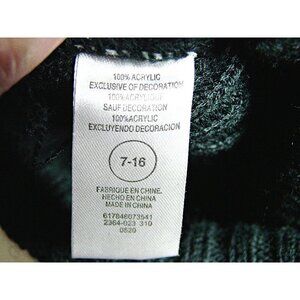 100% ACRYLIC
EXCLUSIVE OF DECORATION
100% ACRYLIQUE
SAUF DECORATION
100% ACRYLIC
EXCLUYENDO DECORACION
7-16
FABRIQUE EN CHINE.
HECHO EN CHINA
MADE IN CHINA
617846073541
2364-023 310
0520